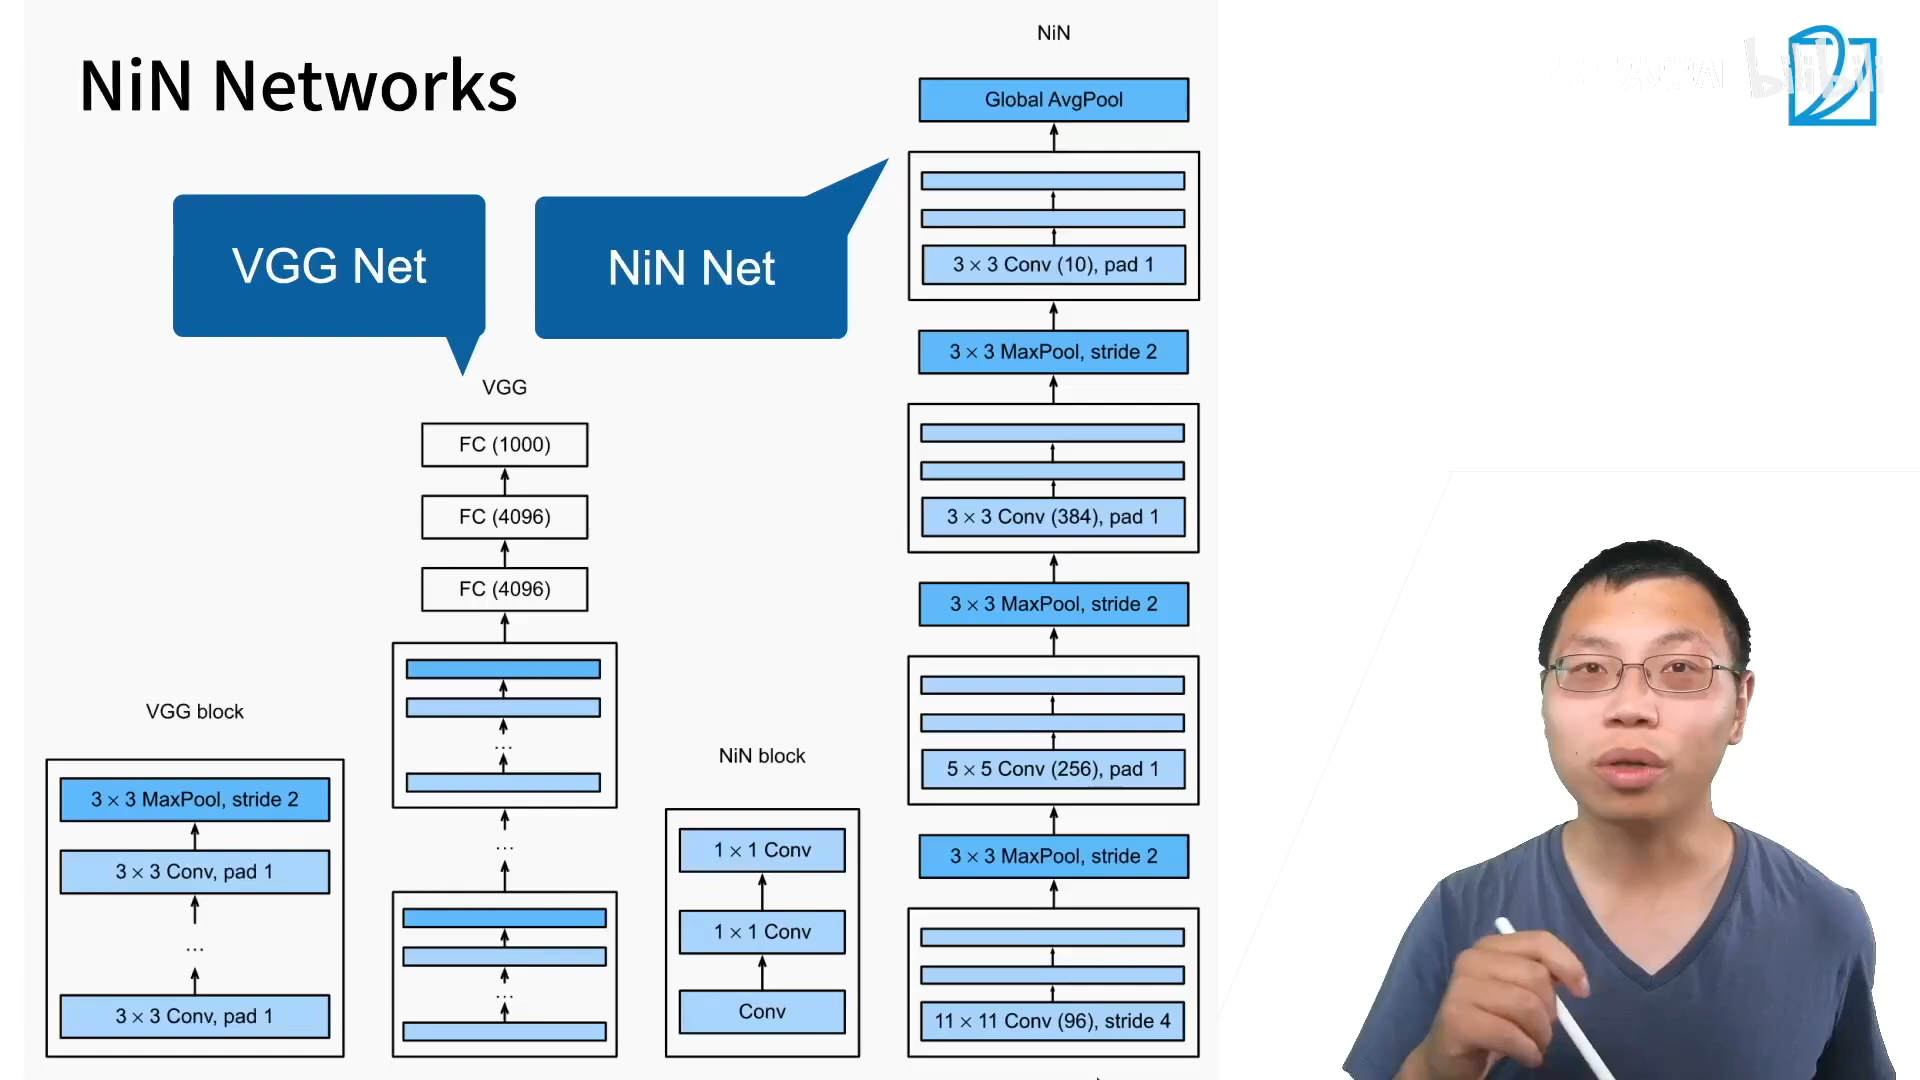 NiN Networks
VGG Net
NiN Net
VGG block
3 × 3 MaxPool, stride 2
3 × 3 Conv, pad 1
...
3 × 3 Conv, pad 1
VGG
FC (1000)
FC (4096)
FC (4096)
...
...
...
NiN block
1 × 1 Conv
1 × 1 Conv
Conv
NiN
Global AvgPool
3 × 3 Conv (10), pad 1
3 × 3 MaxPool, stride 2
3 × 3 Conv (384), pad 1
3 × 3 MaxPool, stride 2
5 × 5 Conv (256), pad 1
3 × 3 MaxPool, stride 2
11 × 11 Conv (96), stride 4
bilibili